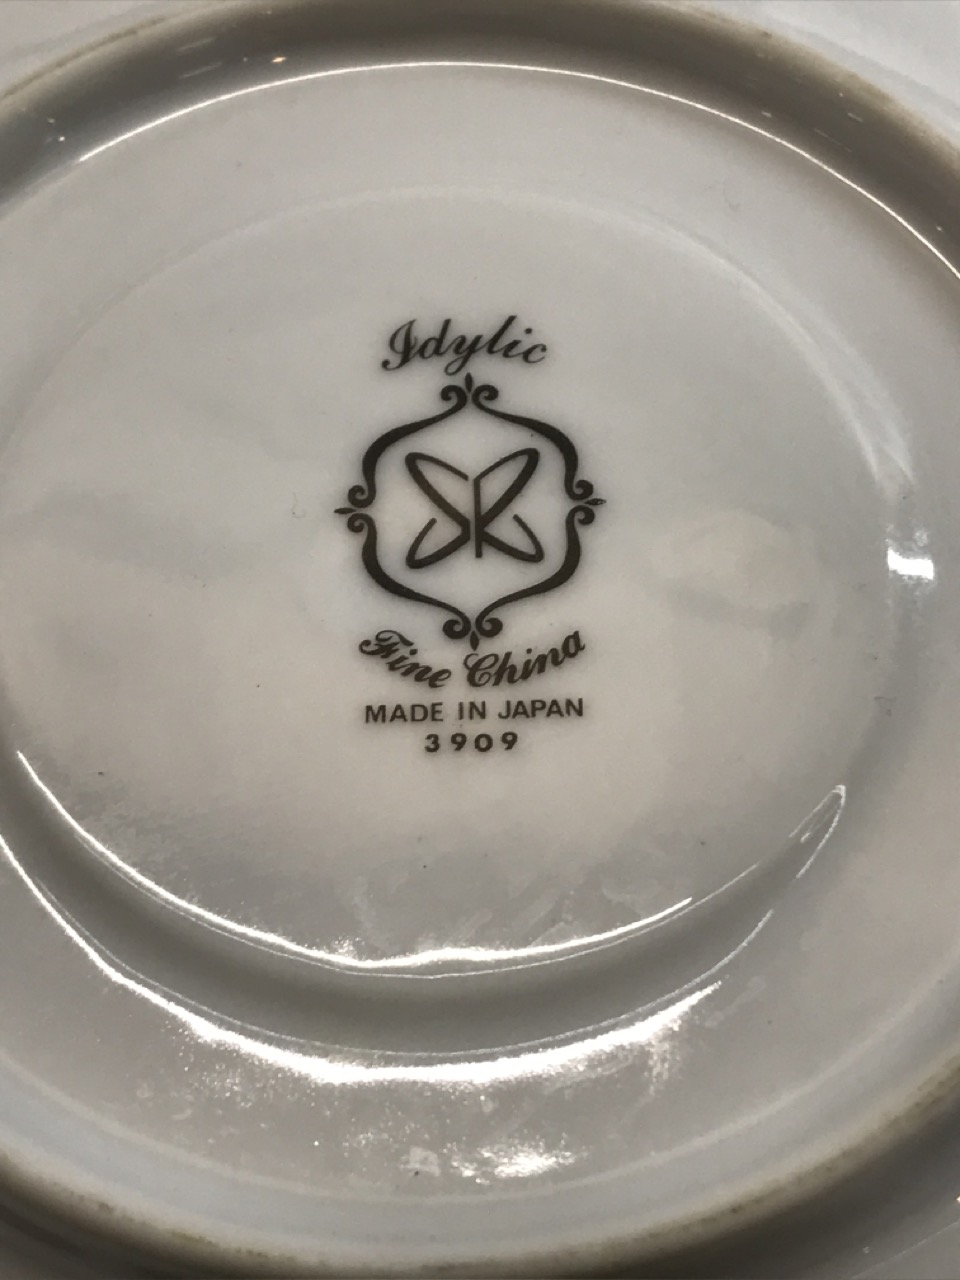 Idylic
SR
Fine China
MADE IN JAPAN
3909